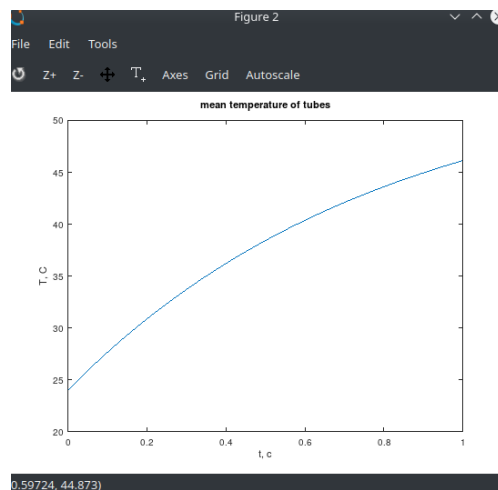 Figure 2
File Edit Tools
Z+ Z- T+ Axes Grid Autoscale
mean temperature of tubes
50
45
40
35
30
25
20
T, C
0 0.2 0.4 0.6 0.8 1
t, c
0.59724, 44.873)